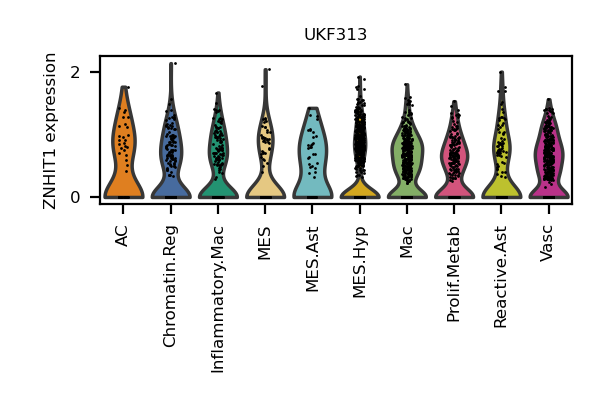 UKF313
ZNHIT1 expression
2
0
AC
Chromatin.Reg
Inflammatory.Mac
MES
MES.Ast
MES.Hyp
Mac
Prolif.Metab
Reactive.Ast
Vasc